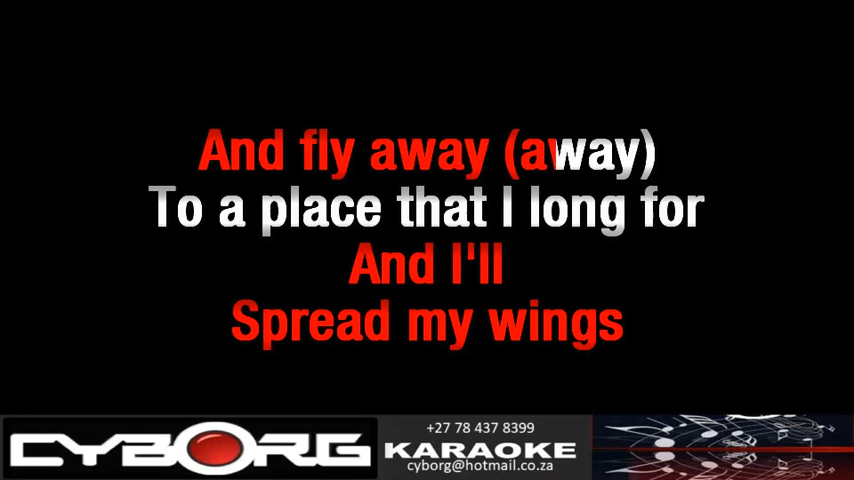 And fly away (away)
To a place that I long for
And I'll
Spread my wings
CYBORG
+27 78 437 8399
KARAOKE
cyborg@hotmail.co.za